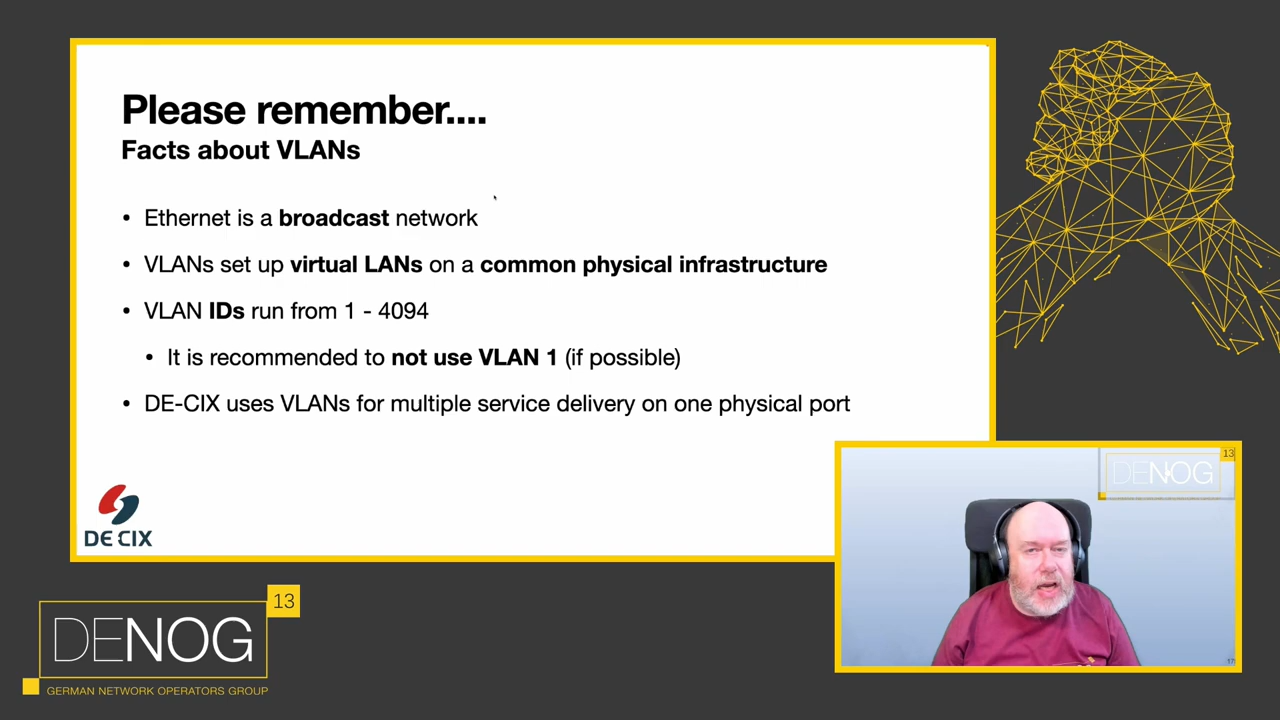 Please remember....
Facts about VLANs
• Ethernet is a broadcast network
• VLANs set up virtual LANs on a common physical infrastructure
• VLAN IDs run from 1 - 4094
• It is recommended to not use VLAN 1 (if possible)
• DE-CIX uses VLANs for multiple service delivery on one physical port
DE CIX
13
DENOG
13
DENOG
GERMAN NETWORK OPERATORS GROUP